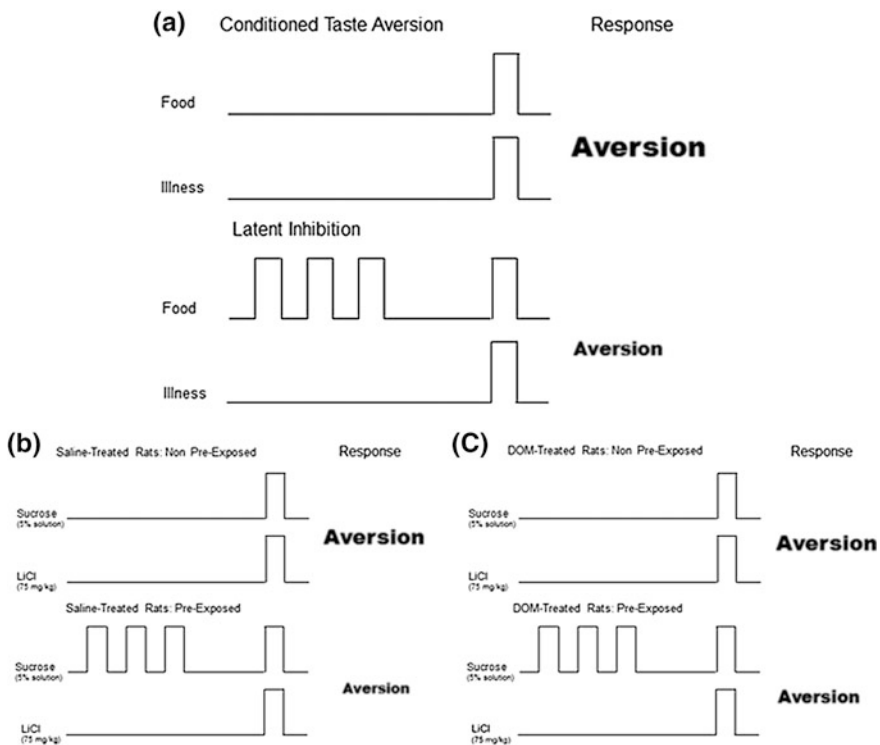 (a) Conditioned Taste Aversion Response
Food
Aversion
Illness
Latent Inhibition
Food
Aversion
Illness
(b) Saline-Treated Rats: Non Pre-Exposed Response
Sucrose
(5% solution)
Aversion
LiCl
(75 mg/kg)
Saline-Treated Rats: Pre-Exposed
Sucrose
(5% solution)
Aversion
LiCl
(75 mg/kg)
(C) DOM-Treated Rats: Non Pre-Exposed Response
Sucrose
(5% solution)
Aversion
LiCl
(75 mg/kg)
DOM-Treated Rats: Pre-Exposed
Sucrose
(5% solution)
Aversion
LiCl
(75 mg/kg)